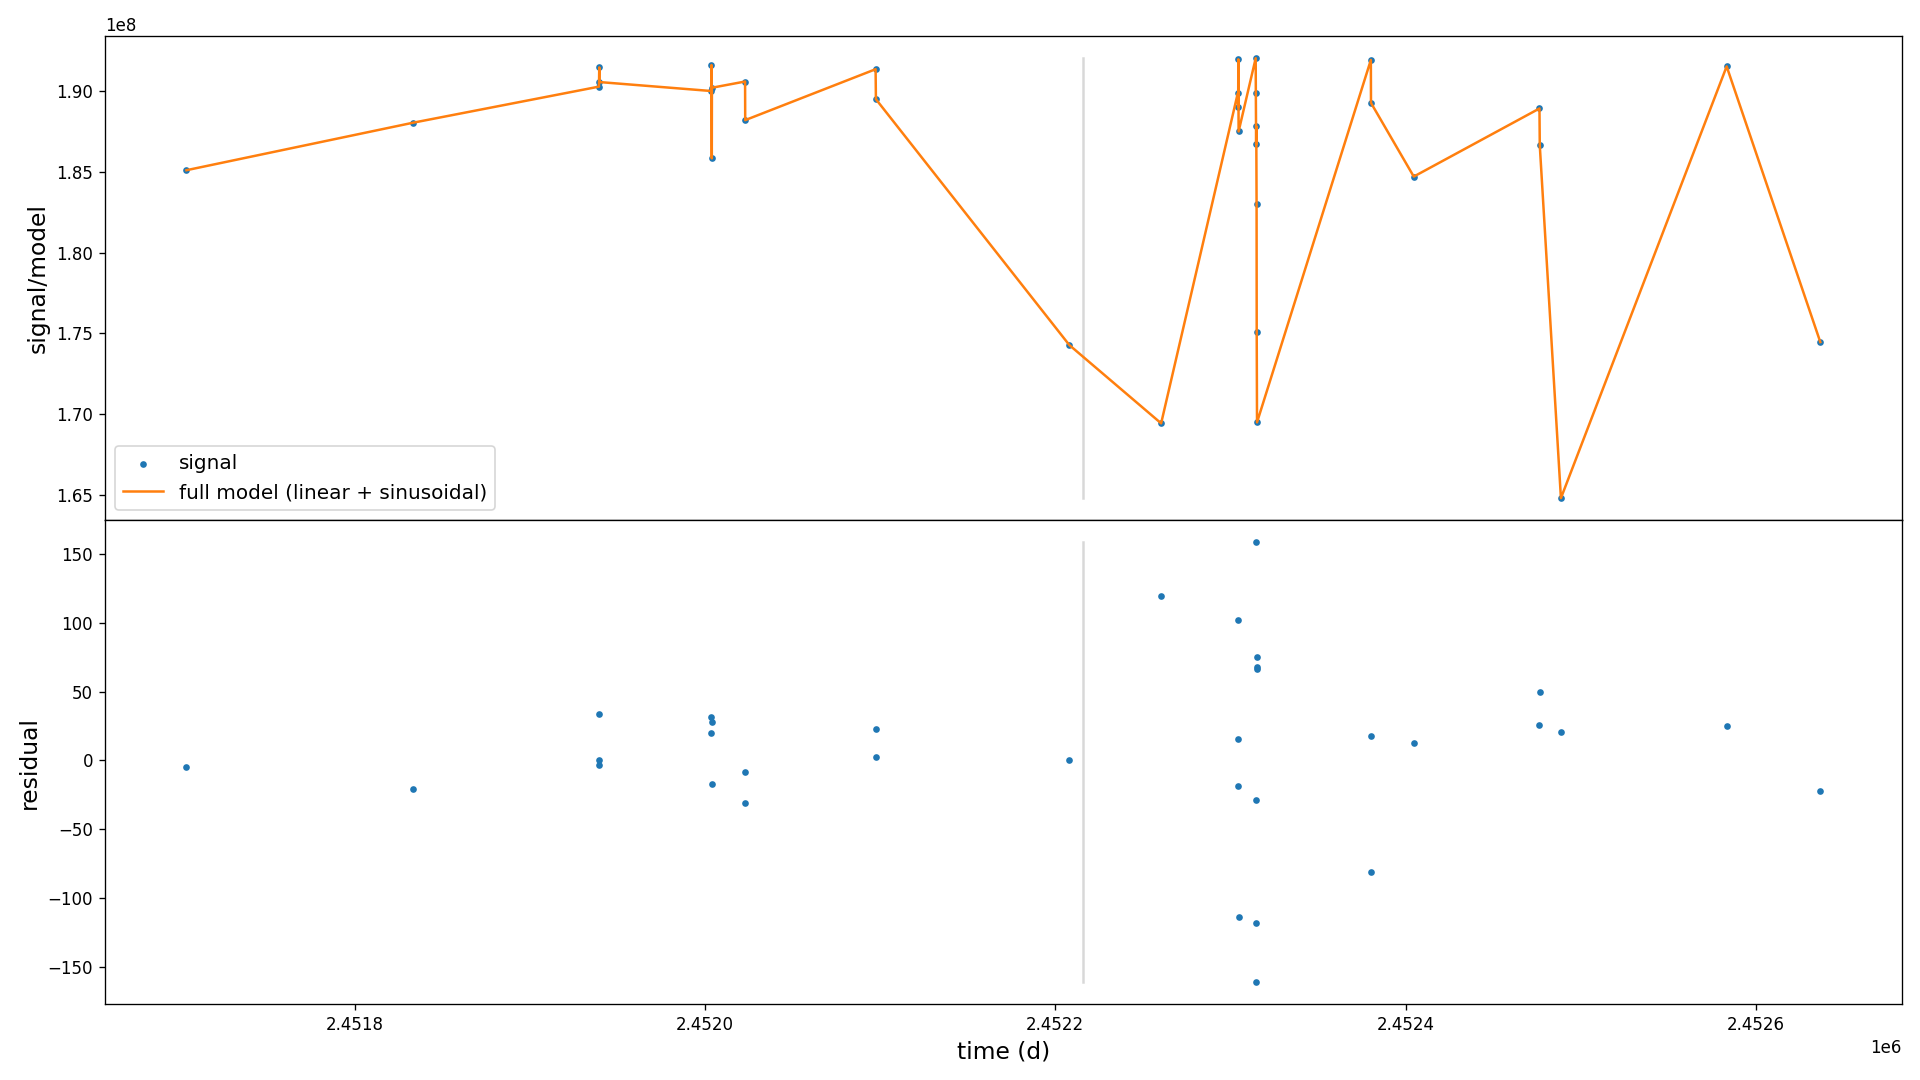 1e8
signal/model
1.90
1.85
1.80
1.75
1.70
1.65
signal
full model (linear + sinusoidal)
residual
150
100
50
0
−50
−100
−150
2.4518
2.4520
2.4522
2.4524
2.4526
1e6
time (d)